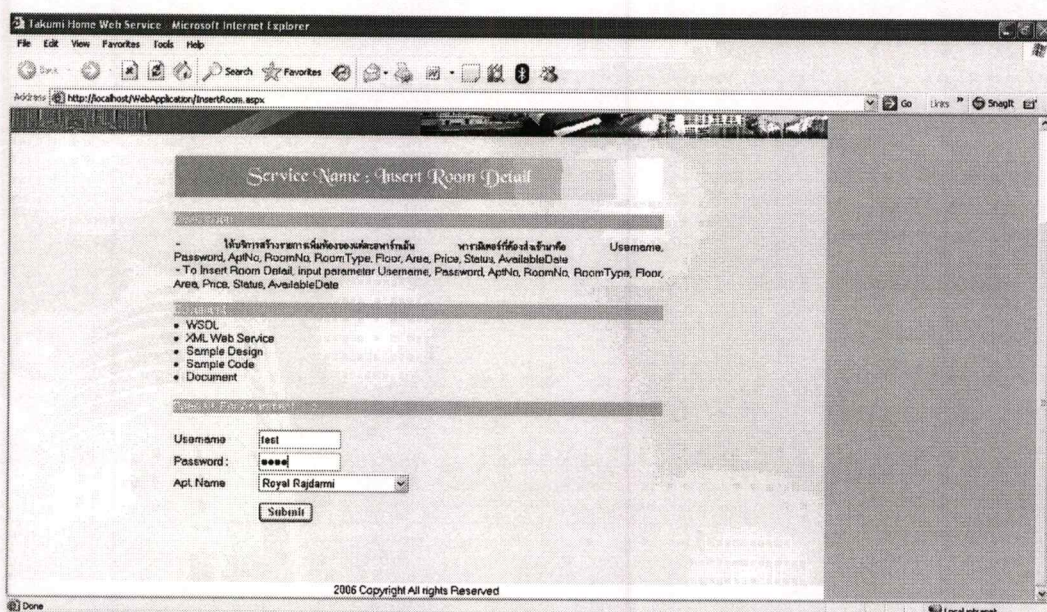 Takumi Home Web Service - Microsoft Internet Explorer
File Edit View Favorites Tools Help
Back Search Favorites
Address http://localhost/WebApplication/InsertRoom.aspx Go Links » SnagIt
Service Name : Insert Room Detail
- ให้บริการสร้างรายการเพิ่มห้องของแต่ละอพาร์ทเม้น พารามิเตอร์ที่ต้องส่งเข้ามาคือ Username,
Password, AptNo, RoomNo, RoomType, Floor, Area, Price, Status, AvailableDate
- To Insert Room Detail, input parameter Username, Password, AptNo, RoomNo, RoomType, Floor,
Area, Price, Status, AvailableDate
• WSDL
• XML Web Service
• Sample Design
• Sample Code
• Document
Username test
Password : ●●●●
Apt. Name Royal Rajdarmi
Submit
2006 Copyright All rights Reserved
Done Local intranet